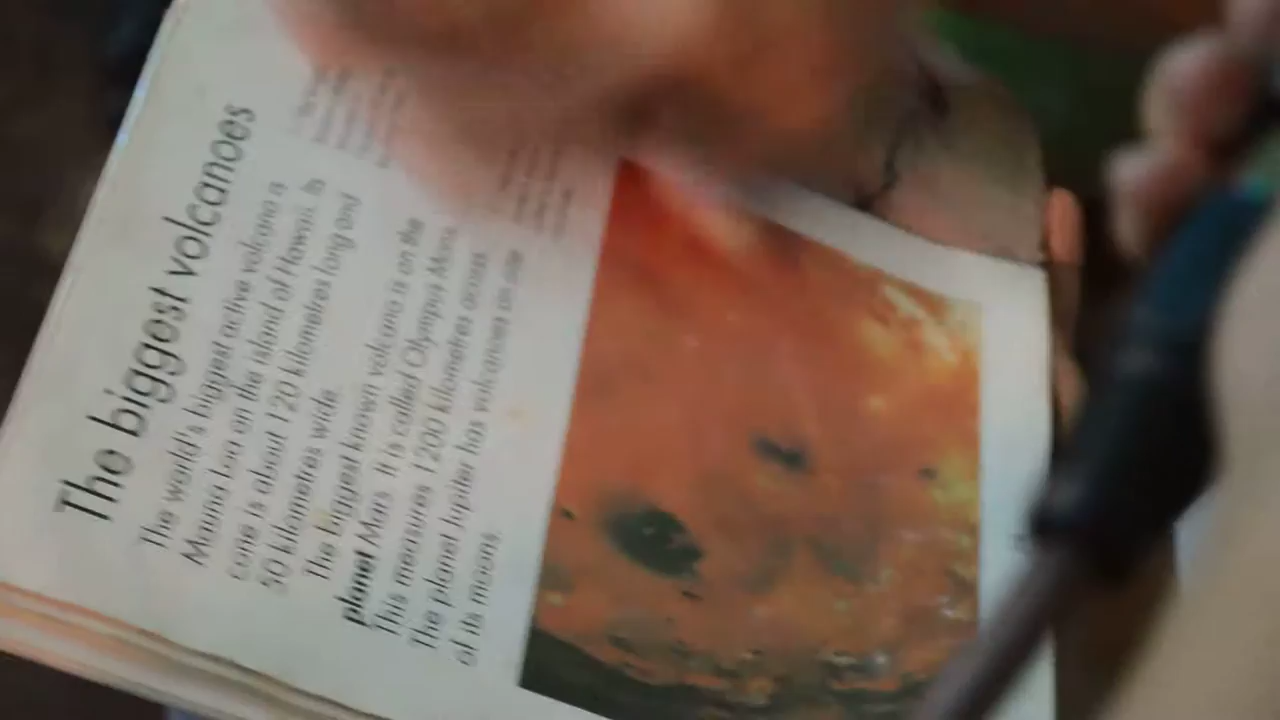 The biggest volcanoes
The world's biggest active volcano is
Mauna Loa on the island of Hawaii. Its
cone is about 120 kilometres long and
50 kilometres wide.
The biggest known volcano is on the
planet Mars. It is called Olympus Mons.
This measures 1200 kilometres across
The planet Jupiter has volcanoes on one
of its moons.